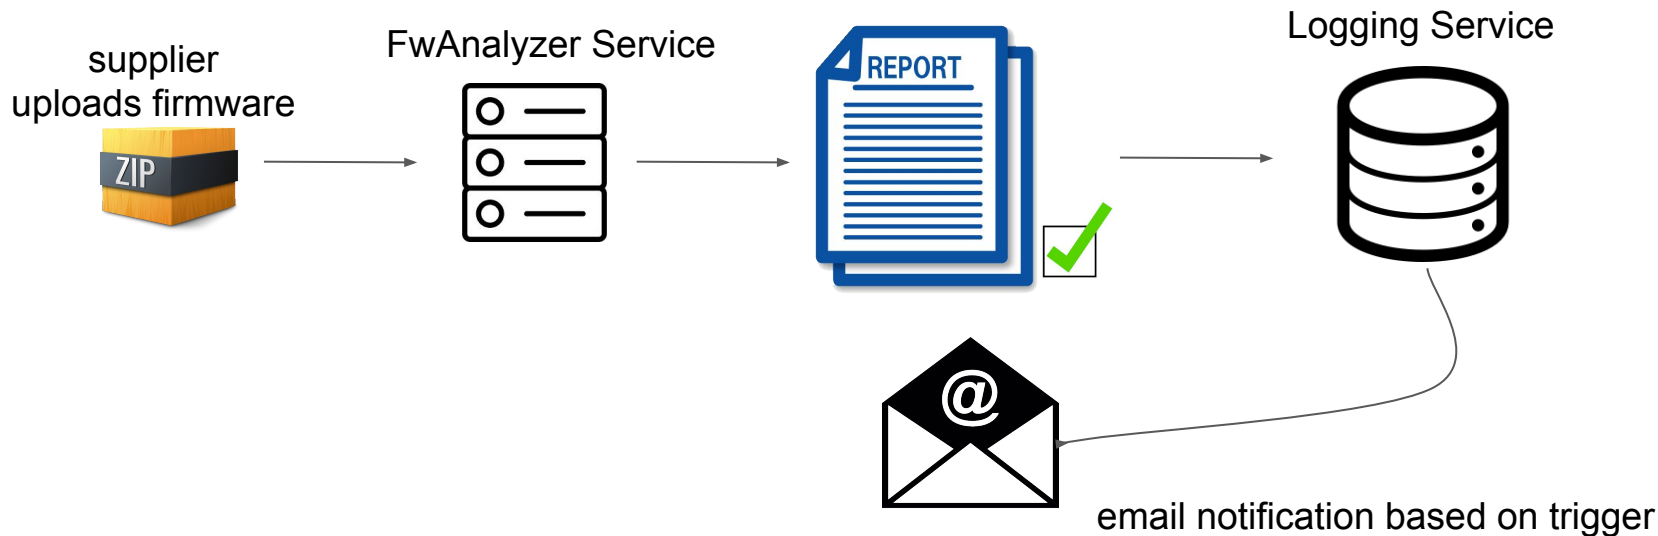 supplier
uploads firmware
ZIP
FwAnalyzer Service
REPORT
Logging Service
@
email notification based on trigger